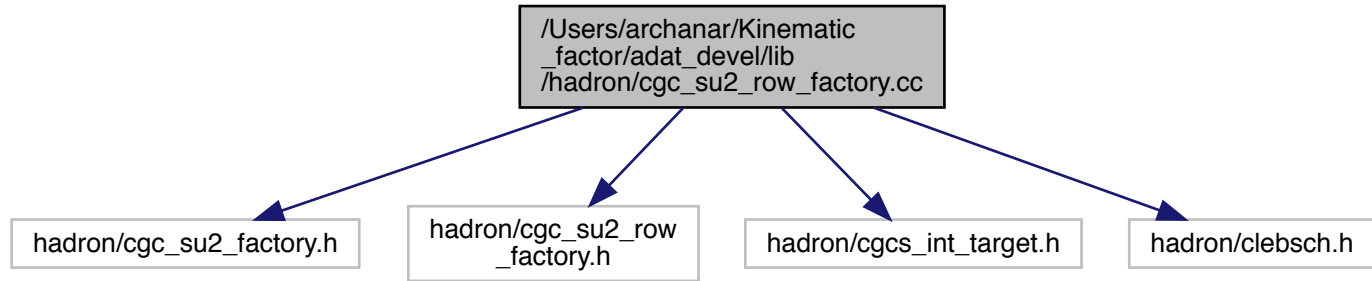 /Users/archanar/Kinematic
_factor/adat_devel/lib
/hadron/cgc_su2_row_factory.cc
hadron/cgc_su2_factory.h
hadron/cgc_su2_row
_factory.h
hadron/cgcs_int_target.h
hadron/clebsch.h